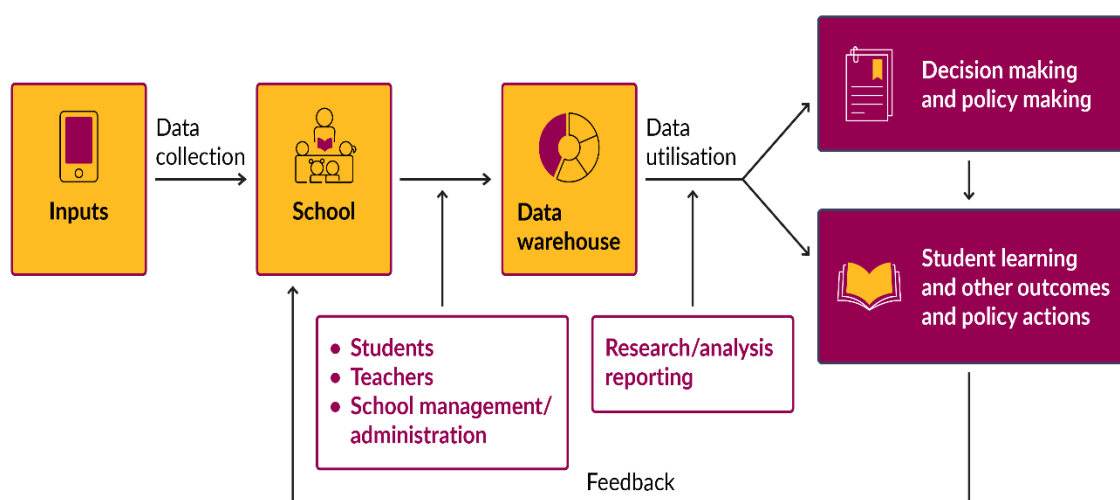 Inputs
Data
collection
School
Data
warehouse
Data
utilisation
Decision making
and policy making
Student learning
and other outcomes
and policy actions
• Students
• Teachers
• School management/
administration
Research/analysis
reporting
Feedback